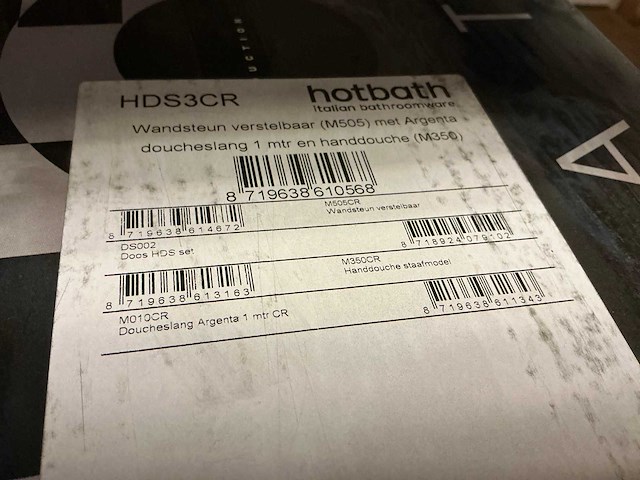 UCTION
HDS3CR
hotbath
italian bathroomware.
Wandsteun verstelbaar (M505) met Argenta
doucheslang 1 mtr en handdouche (M350)
8 719638 610568
M505CR
Wandsteun verstelbaar
8 719638 614672
8 718924 079102
DS002
Doos HDS set
M350CR
Handdouche staafmodel
8 719638 613163
8 719638 611343
M010CR
Doucheslang Argenta 1 mtr CR